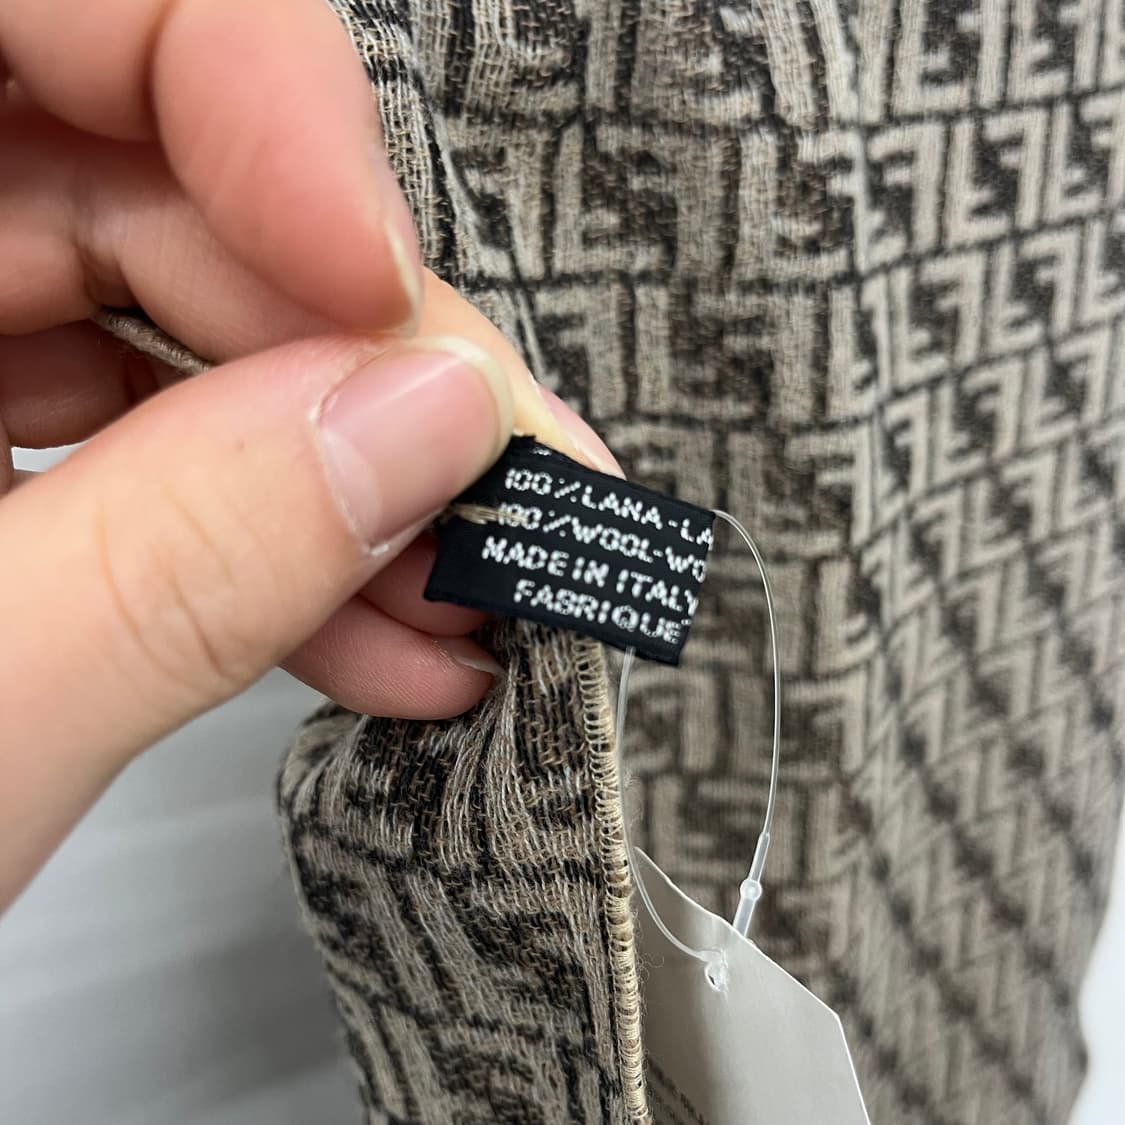 100%LANA-LA
100%WOOL-WO
MADE IN ITALY
FABRIQUE